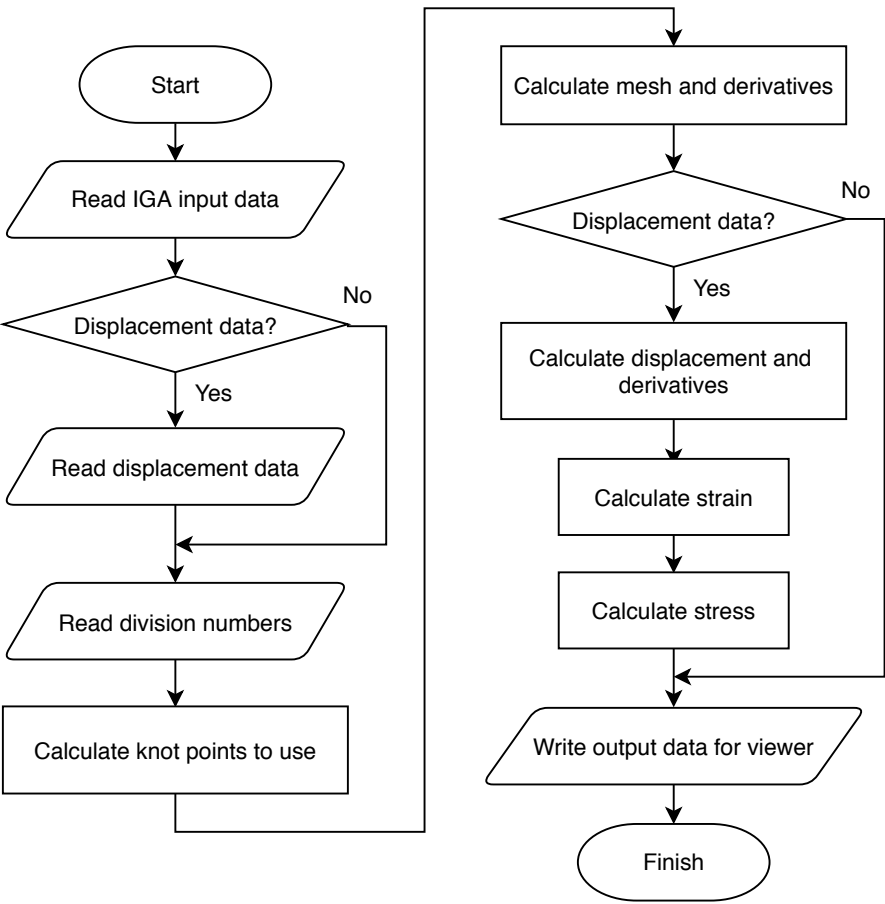 Start
Read IGA input data
Displacement data?
No
Yes
Read displacement data
Read division numbers
Calculate knot points to use
Calculate mesh and derivatives
Displacement data?
No
Yes
Calculate displacement and
derivatives
Calculate strain
Calculate stress
Write output data for viewer
Finish